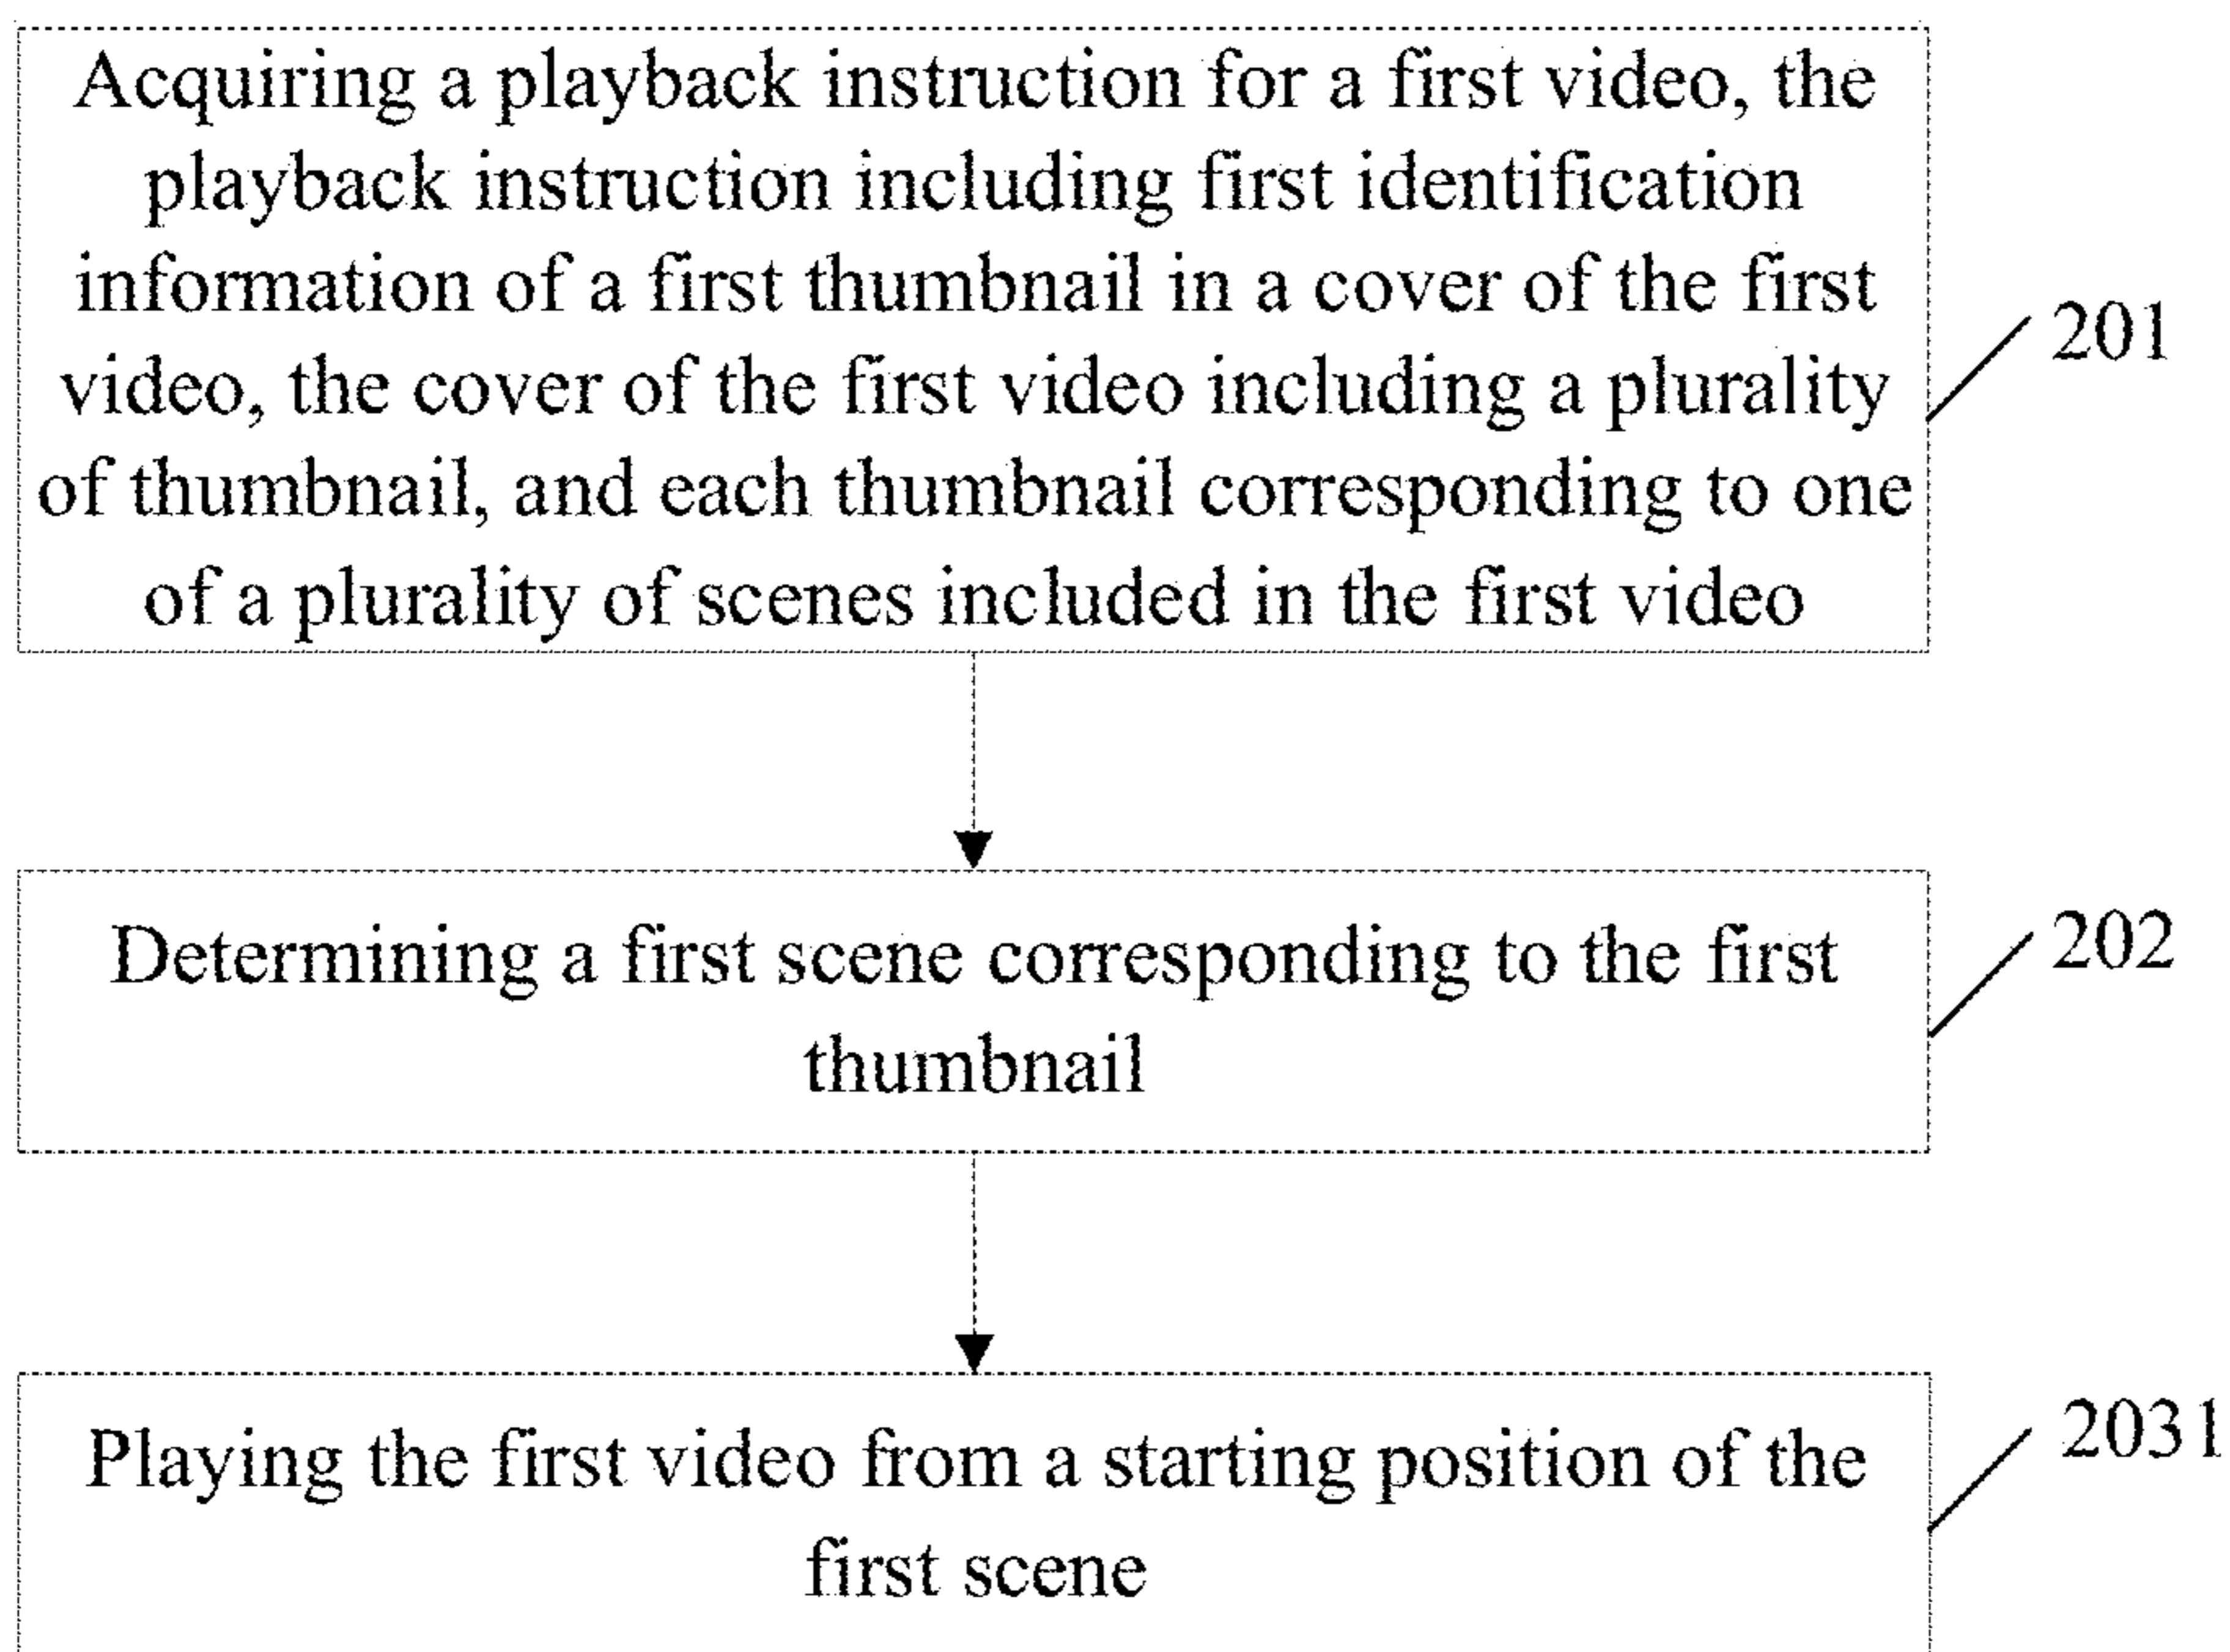 Acquiring a playback instruction for a first video, the
playback instruction including first identification
information of a first thumbnail in a cover of the first
video, the cover of the first video including a plurality
of thumbnail, and each thumbnail corresponding to one
of a plurality of scenes included in the first video
201
Determining a first scene corresponding to the first
thumbnail
202
Playing the first video from a starting position of the
first scene
2031